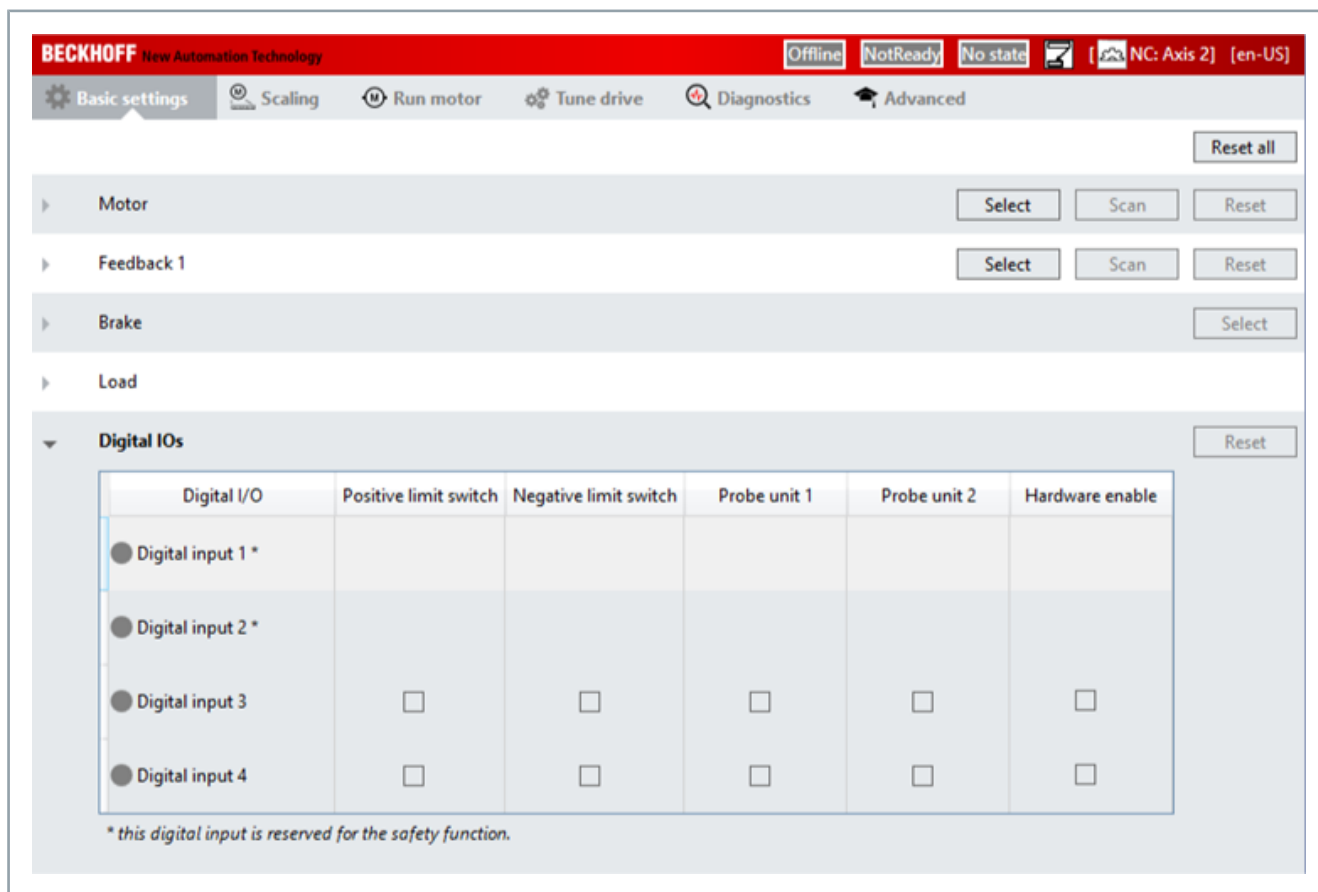 BECKHOFF New Automation Technology Offline NotReady No state [ NC: Axis 2] [en-US]
Basic settings Scaling Run motor Tune drive Diagnostics Advanced
Reset all
Motor Select Scan Reset
Feedback 1 Select Scan Reset
Brake Select
Load
Digital IOs Reset
Digital I/O Positive limit switch Negative limit switch Probe unit 1 Probe unit 2 Hardware enable
Digital input 1 *
Digital input 2 *
Digital input 3
Digital input 4
* this digital input is reserved for the safety function.